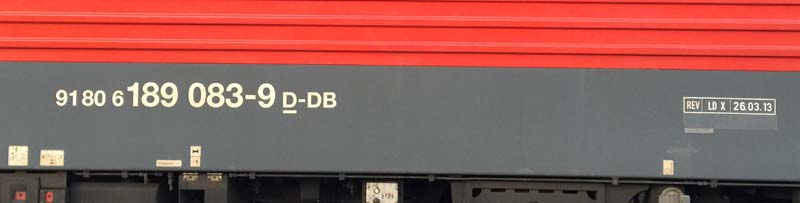 91 80 6 189 083-9 D-DB
REV LD X 26.03.13